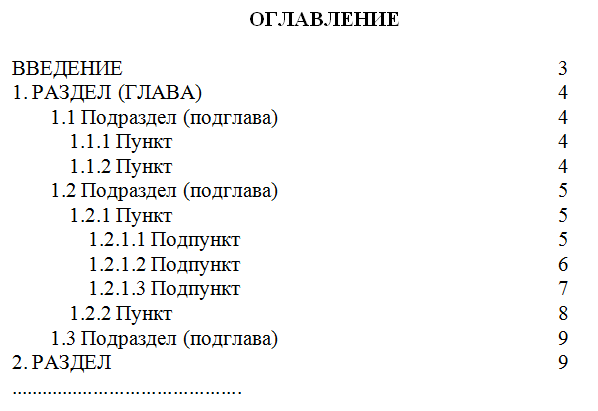 ОГЛАВЛЕНИЕ
ВВЕДЕНИЕ 3
1. РАЗДЕЛ (ГЛАВА) 4
1.1 Подраздел (подглава) 4
1.1.1 Пункт 4
1.1.2 Пункт 4
1.2 Подраздел (подглава) 5
1.2.1 Пункт 5
1.2.1.1 Подпункт 5
1.2.1.2 Подпункт 6
1.2.1.3 Подпункт 7
1.2.2 Пункт 8
1.3 Подраздел (подглава) 9
2. РАЗДЕЛ 9
.............................................